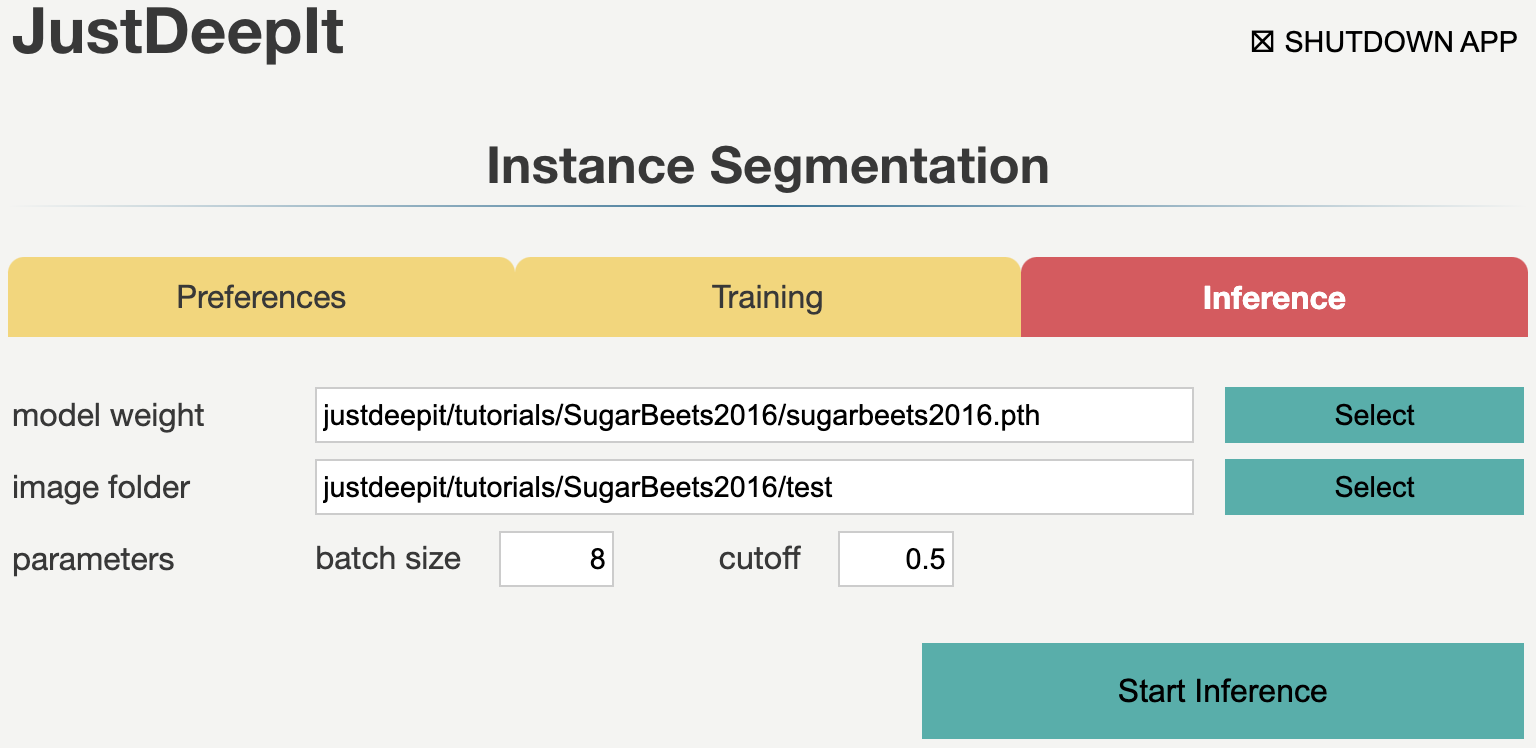 JustDeepIt
☒ SHUTDOWN APP
Instance Segmentation
Preferences Training Inference
model weight justdeepit/tutorials/SugarBeets2016/sugarbeets2016.pth Select
image folder justdeepit/tutorials/SugarBeets2016/test Select
parameters batch size 8 cutoff 0.5
Start Inference